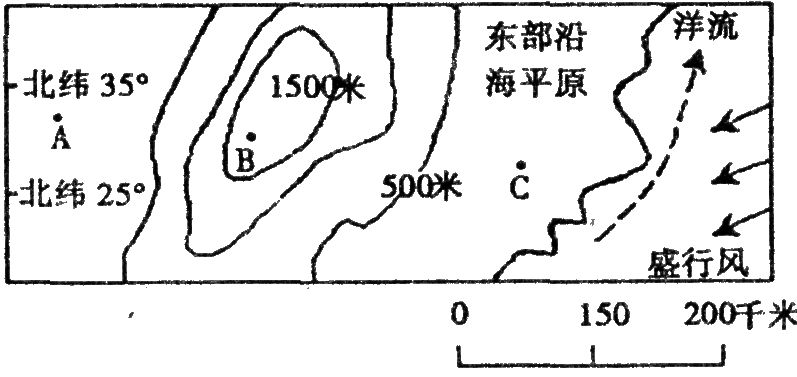 东部沿
海平原
洋流
北纬 35°
1500米
A
B
北纬 25°
500米
C
盛行风
0 150 200千米